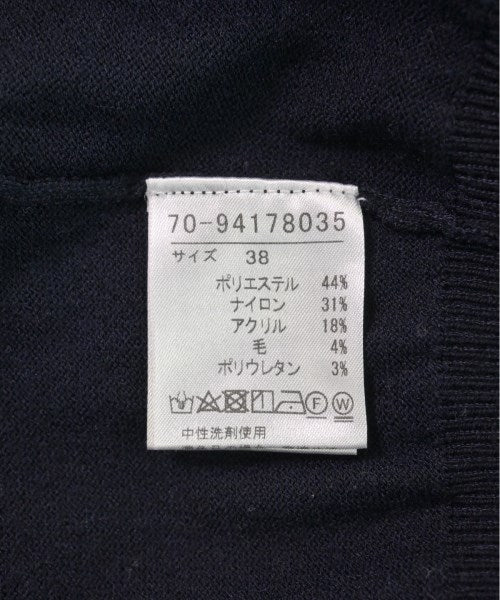 70-94178035
サイズ 38
ポリエステル 44%
ナイロン 31%
アクリル 18%
毛 4%
ポリウレタン 3%
F W
中性洗剤使用